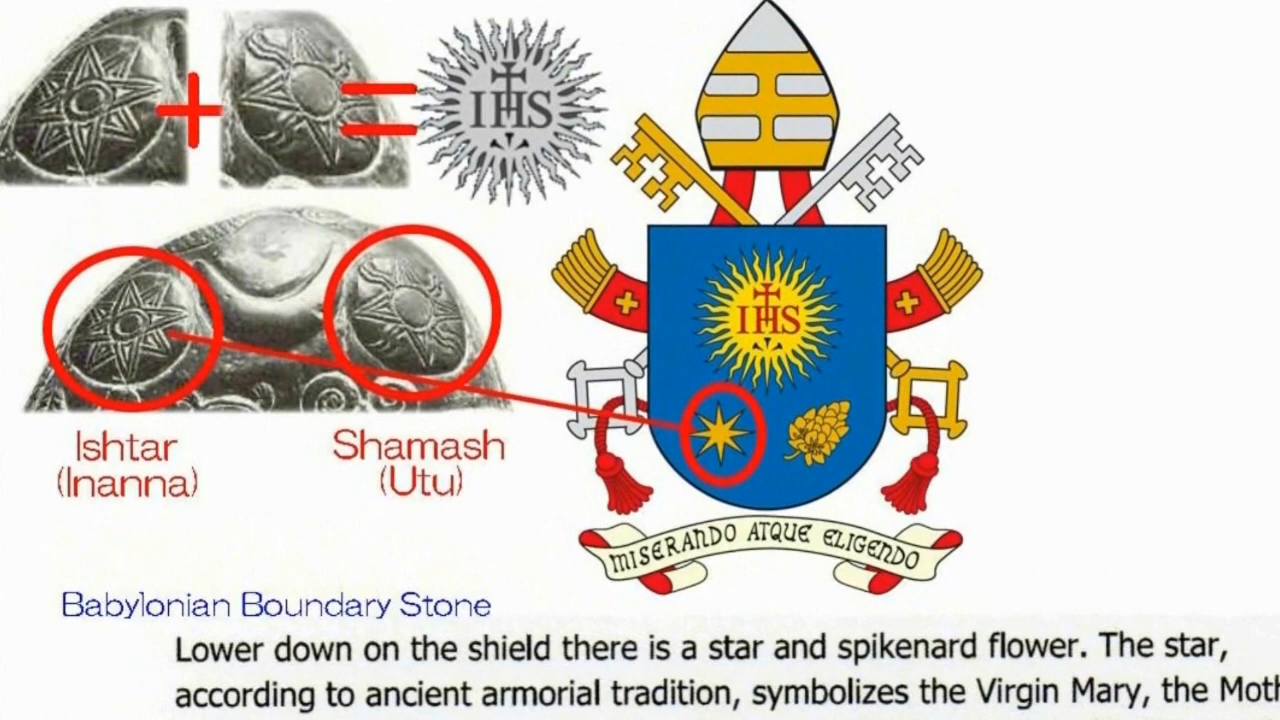 IHS
IHS
Ishtar
(Inanna)
Shamash
(Utu)
MISERANDO ATQUE ELIGENDO
Babylonian Boundary Stone
Lower down on the shield there is a star and spikenard flower. The star,
according to ancient armorial tradition, symbolizes the Virgin Mary, the Moth